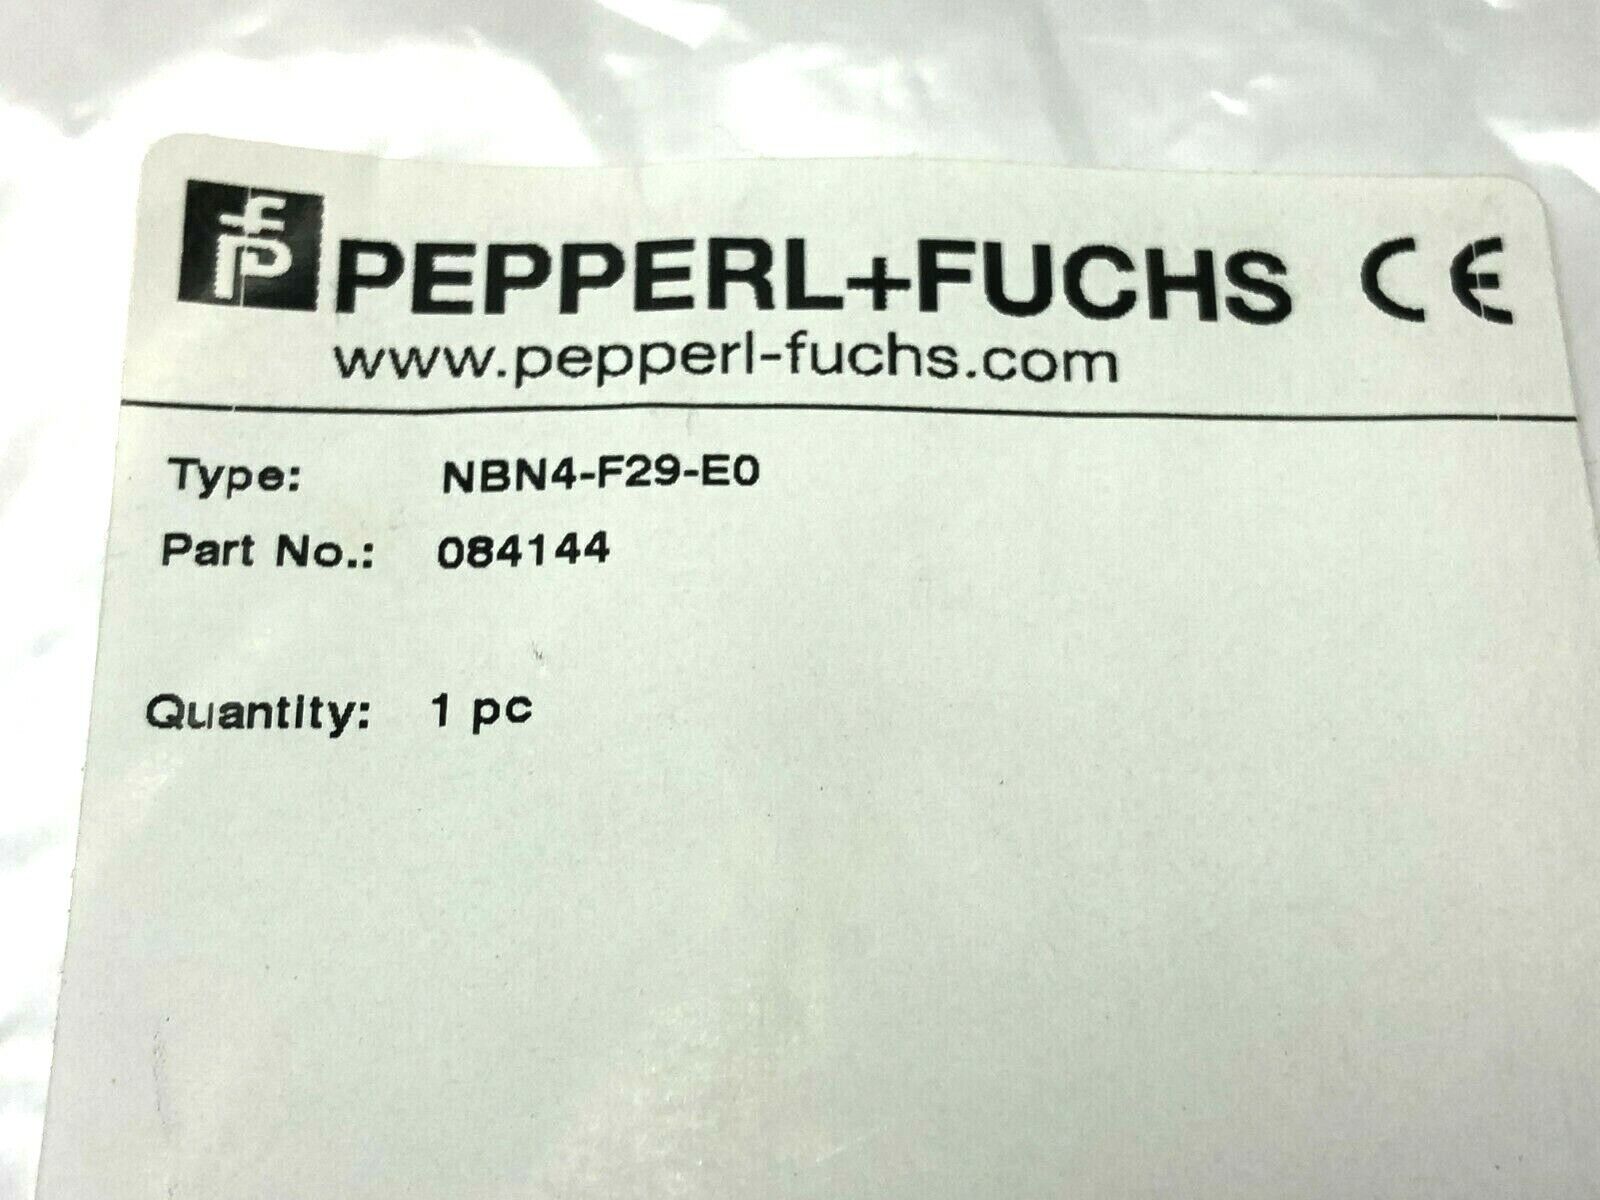 PEPPERL+FUCHS CE
www.pepperl-fuchs.com
Type: NBN4-F29-E0
Part No.: 084144
Quantity: 1 pc